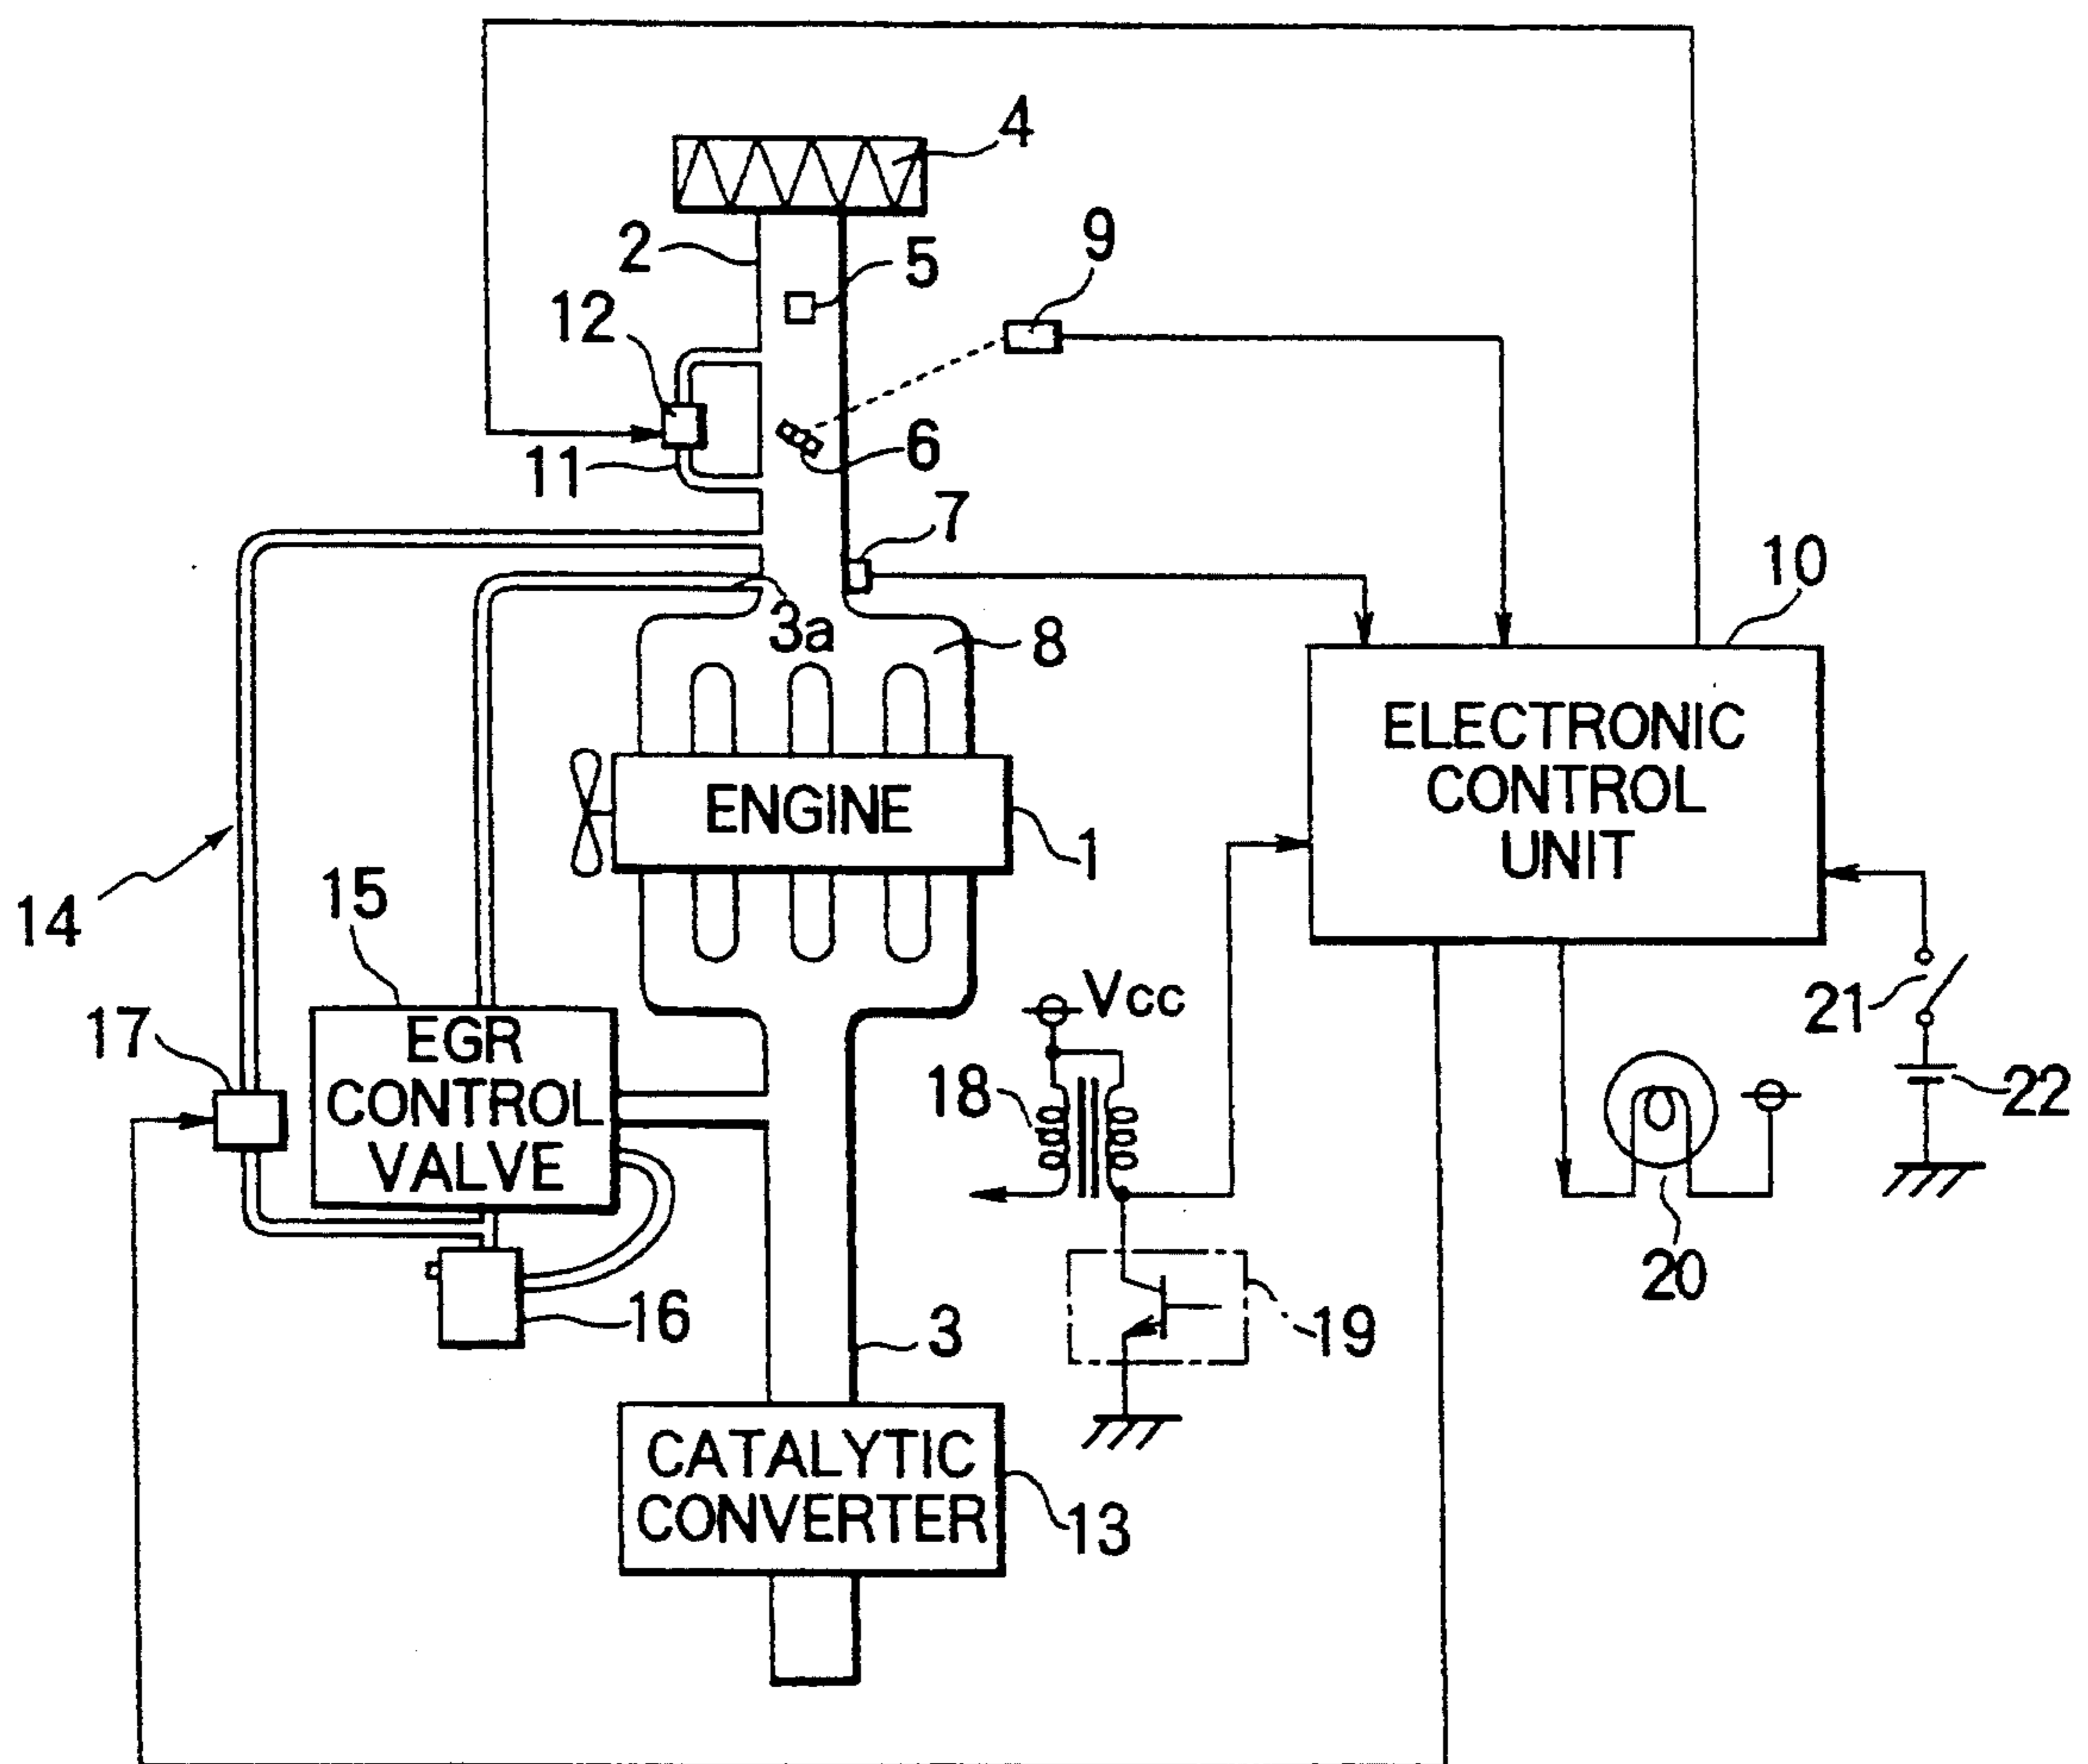 4
2
5
9
12
6
11
7
10
3a
8
ELECTRONIC
CONTROL
UNIT
ENGINE
1
14
15
21
17
EGR
CONTROL
VALVE
Vcc
18
22
20
16
3
19
CATALYTIC
CONVERTER
13